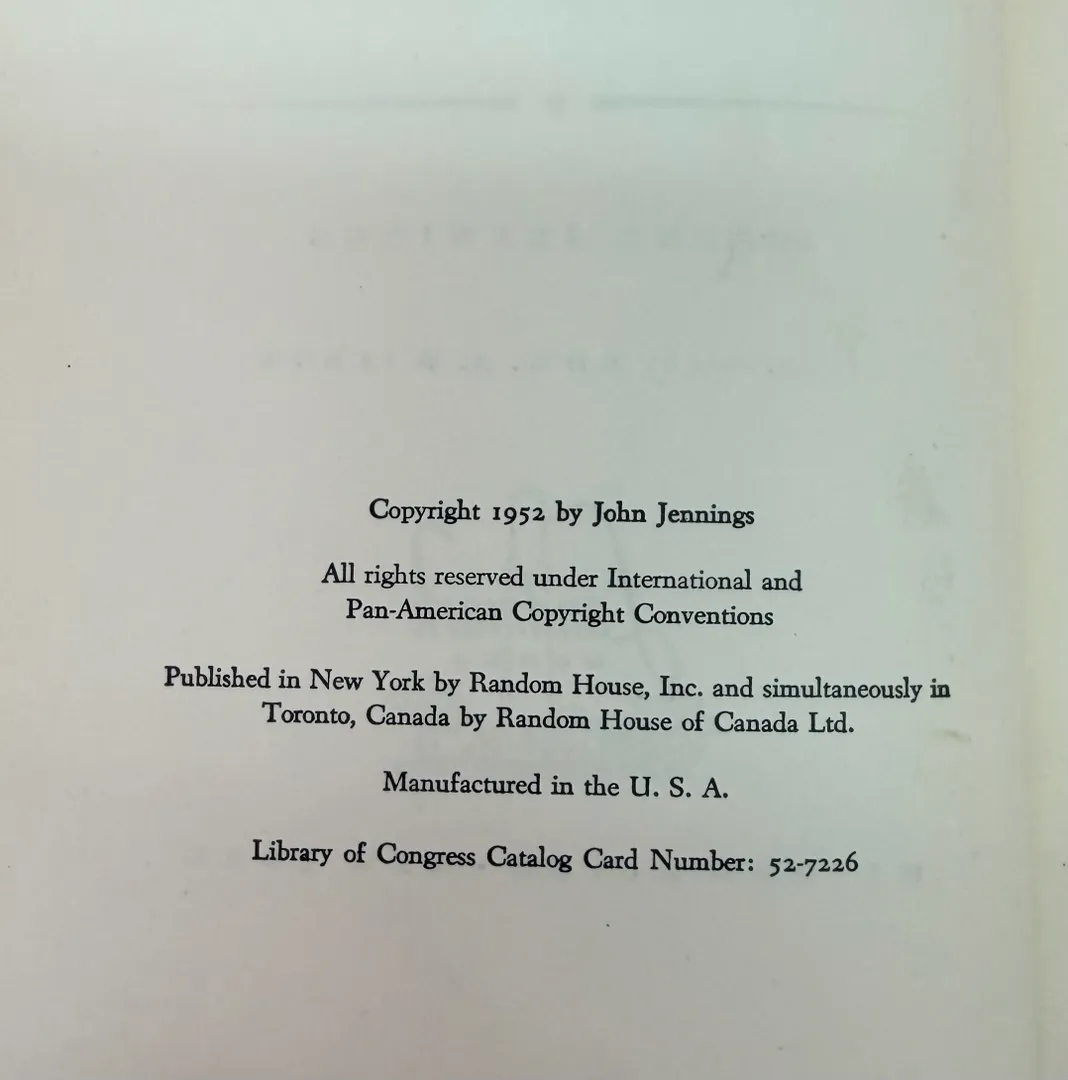 Copyright 1952 by John Jennings
All rights reserved under International and
Pan-American Copyright Conventions
Published in New York by Random House, Inc. and simultaneously in
Toronto, Canada by Random House of Canada Ltd.
Manufactured in the U. S. A.
Library of Congress Catalog Card Number: 52-7226